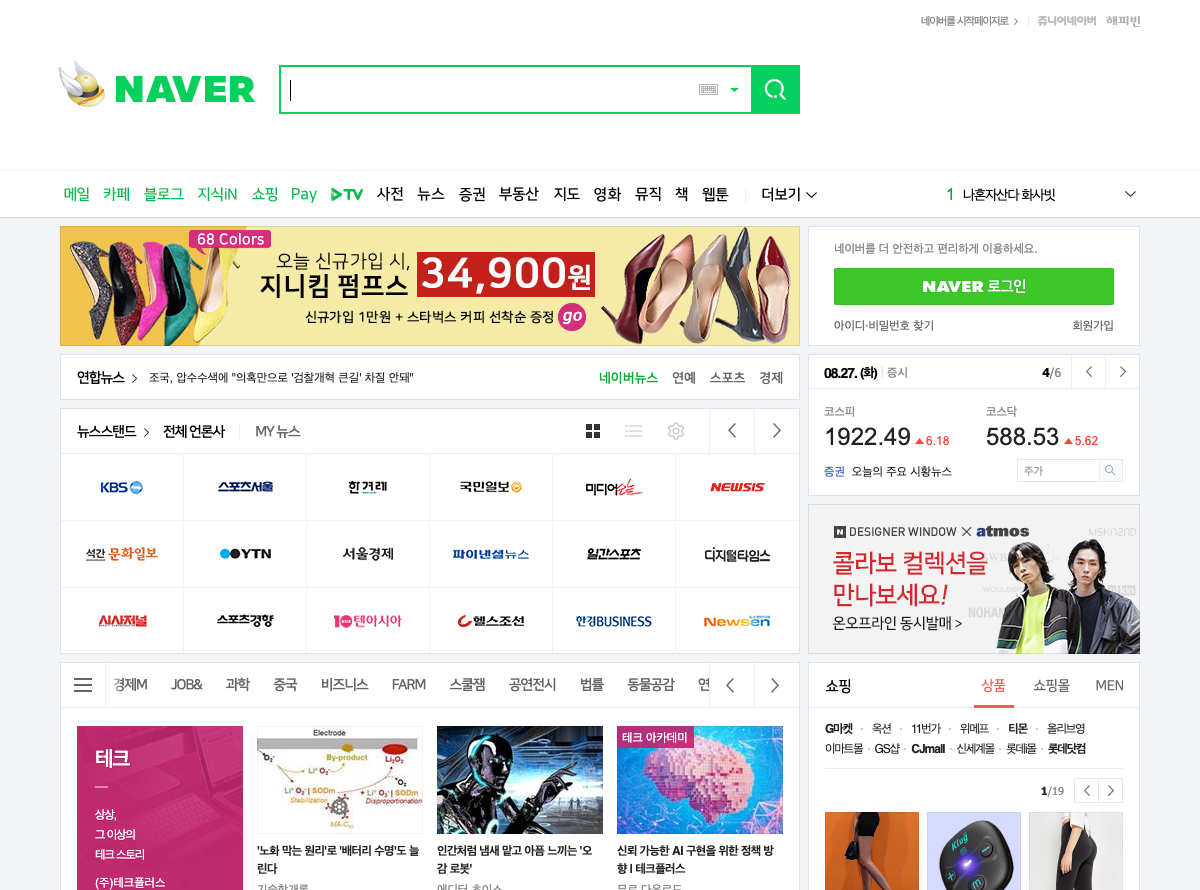 네이버를 시작페이지로
쥬니어네이버 해피빈
NAVER
메일 카페 블로그 지식iN 쇼핑 Pay TV 사전 뉴스 증권 부동산 지도 영화 뮤직 책 웹툰 더보기
1 나혼자산다 화사빗
68 Colors
오늘 신규가입 시,
지니킴 펌프스
34,900원
신규가입 1만원 + 스타벅스 커피 선착순 증정 go
네이버를 더 안전하고 편리하게 이용하세요.
NAVER 로그인
아이디·비밀번호 찾기 회원가입
연합뉴스 조국, 압수수색에 "의혹만으로 '검찰개혁 큰길' 차질 안돼"
네이버뉴스 연예 스포츠 경제
08.27. (화) 증시 4/6
코스피
1922.49 ▲6.18
코스닥
588.53 ▲5.62
증권 오늘의 주요 시황뉴스
주가
뉴스스탠드 전체 언론사 MY 뉴스
KBS 스포츠서울 한겨레 국민일보 미디어오늘 NEWSIS
석간 문화일보 YTN 서울경제 파이낸셜뉴스 일간스포츠 디지털타임스
시사저널 스포츠경향 10 텐아시아 헬스조선 한경BUSINESS Newsen
N DESIGNER WINDOW × atmos
콜라보 컬렉션을
만나보세요!
온오프라인 동시발매 >
MSKN2ND
NOHAN
경제M JOB& 과학 중국 비즈니스 FARM 스쿨잼 공연전시 법률 동물공감 연
테크
상상,
그 이상의
테크 스토리
(주)테크플러스
Electrode
O₂ By-product Li₂O₂
Li⁺ O₂⁻
Li⁺ O₂⁻ | SODm
Stabilization
O₂
+ Li⁺ O₂⁻ | SODm
Disproportionation
MA-C₆₀
'노화 막는 원리'로 '배터리 수명'도 늘
린다
기술항개론
인간처럼 냄새 맡고 아픔 느끼는 '오
감 로봇'
에디터 초이스
테크 아카데미
신뢰 가능한 AI 구현을 위한 정책 방
향 I 테크플러스
무료 다운로드
쇼핑 상품 쇼핑몰 MEN
G마켓 · 옥션 · 11번가 · 위메프 · 티몬 · 올리브영
이마트몰 · GS샵 · CJmall · 신세계몰 · 롯데몰 · 롯데닷컴
1/19
Klug